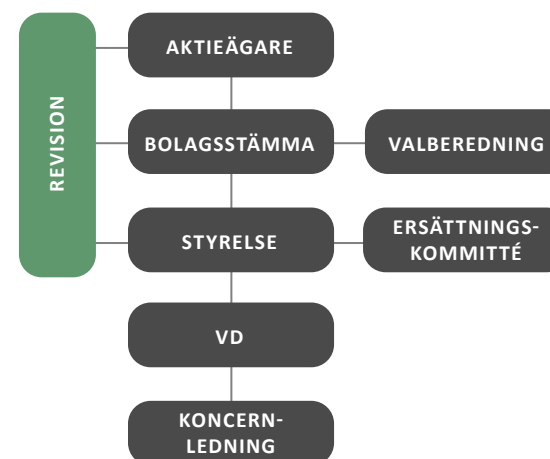 REVISION
AKTIEÄGARE
BOLAGSSTÄMMA
VALBEREDNING
STYRELSE
ERSÄTTNINGS-
KOMMITTÉ
VD
KONCERN-
LEDNING